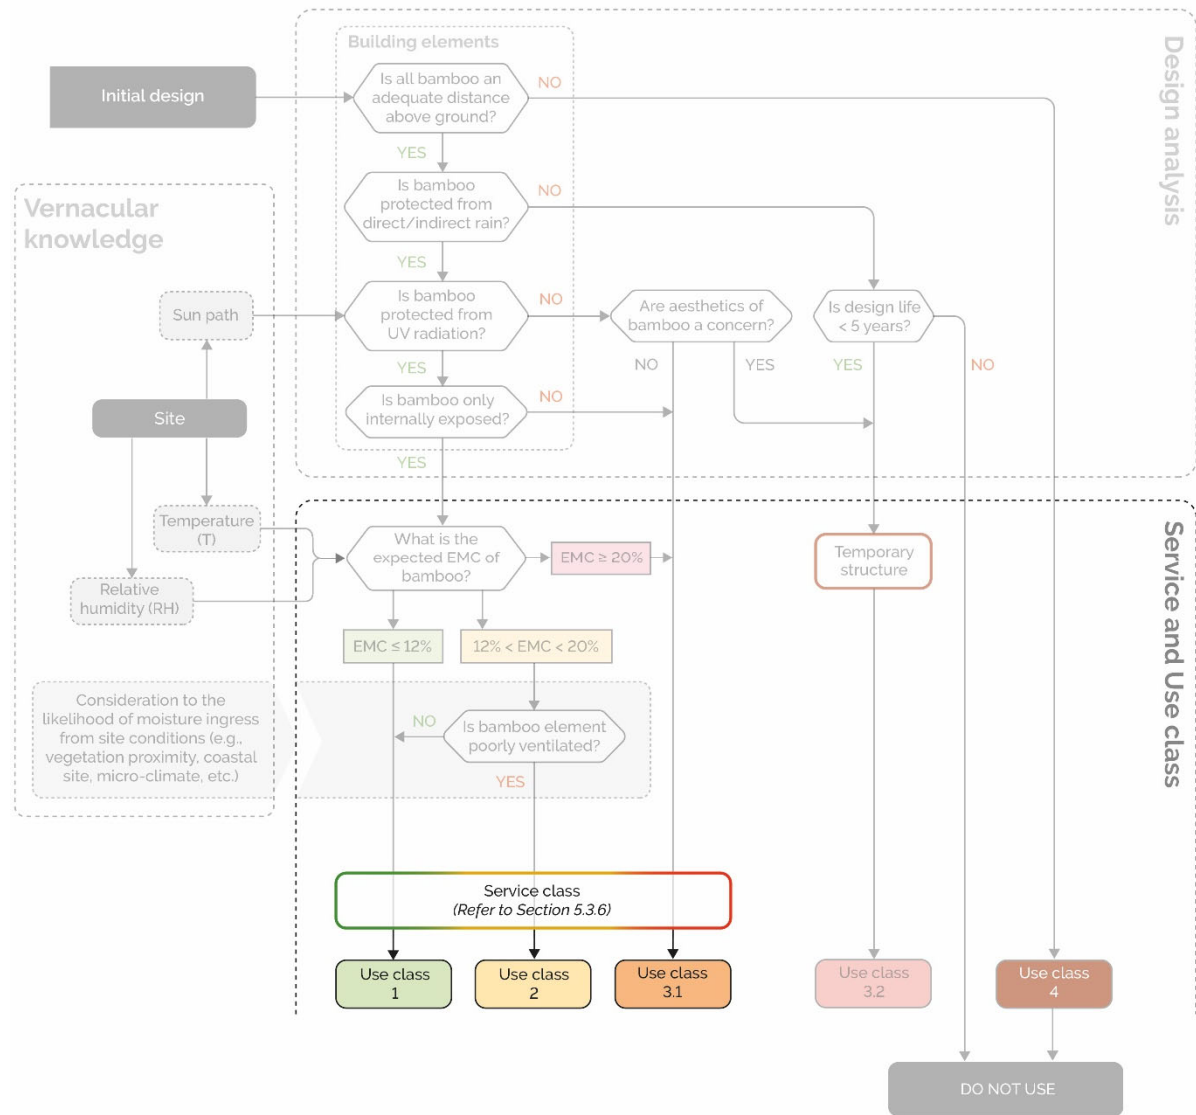 Building elements
Design analysis
Initial design
Is all bamboo an
adequate distance
above ground?
NO
YES
Is bamboo
protected from
direct/indirect rain?
NO
YES
Vernacular
knowledge
Sun path
Is bamboo
protected from
UV radiation?
NO
Are aesthetics of
bamboo a concern?
Is design life
< 5 years?
YES
NO
YES
YES
NO
Site
Is bamboo only
internally exposed?
NO
YES
Service and Use class
Temperature
(T)
What is the
expected EMC of
bamboo?
EMC ≥ 20%
Temporary
structure
Relative
humidity (RH)
EMC ≤ 12%
12% < EMC < 20%
Consideration to the
likelihood of moisture ingress
from site conditions (e.g.,
vegetation proximity, coastal
site, micro-climate, etc.)
NO
Is bamboo element
poorly ventilated?
YES
Service class
(Refer to Section 5.3.6)
Use class
1
Use class
2
Use class
3.1
Use class
3.2
Use class
4
DO NOT USE